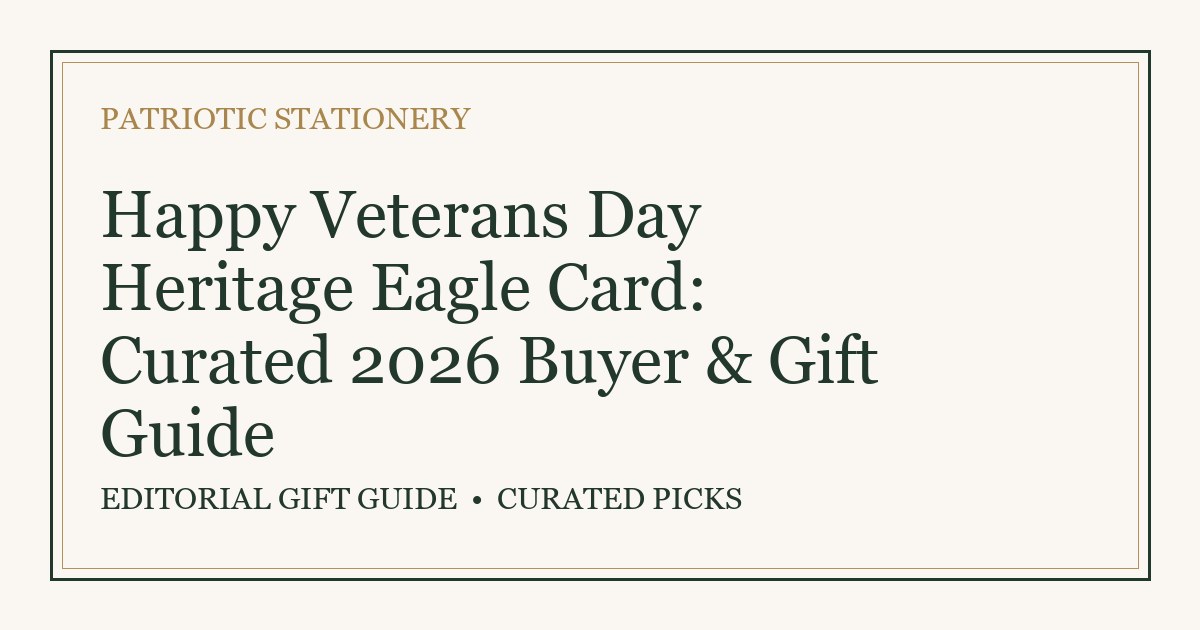 PATRIOTIC STATIONERY
Happy Veterans Day
Heritage Eagle Card:
Curated 2026 Buyer & Gift
Guide
EDITORIAL GIFT GUIDE • CURATED PICKS